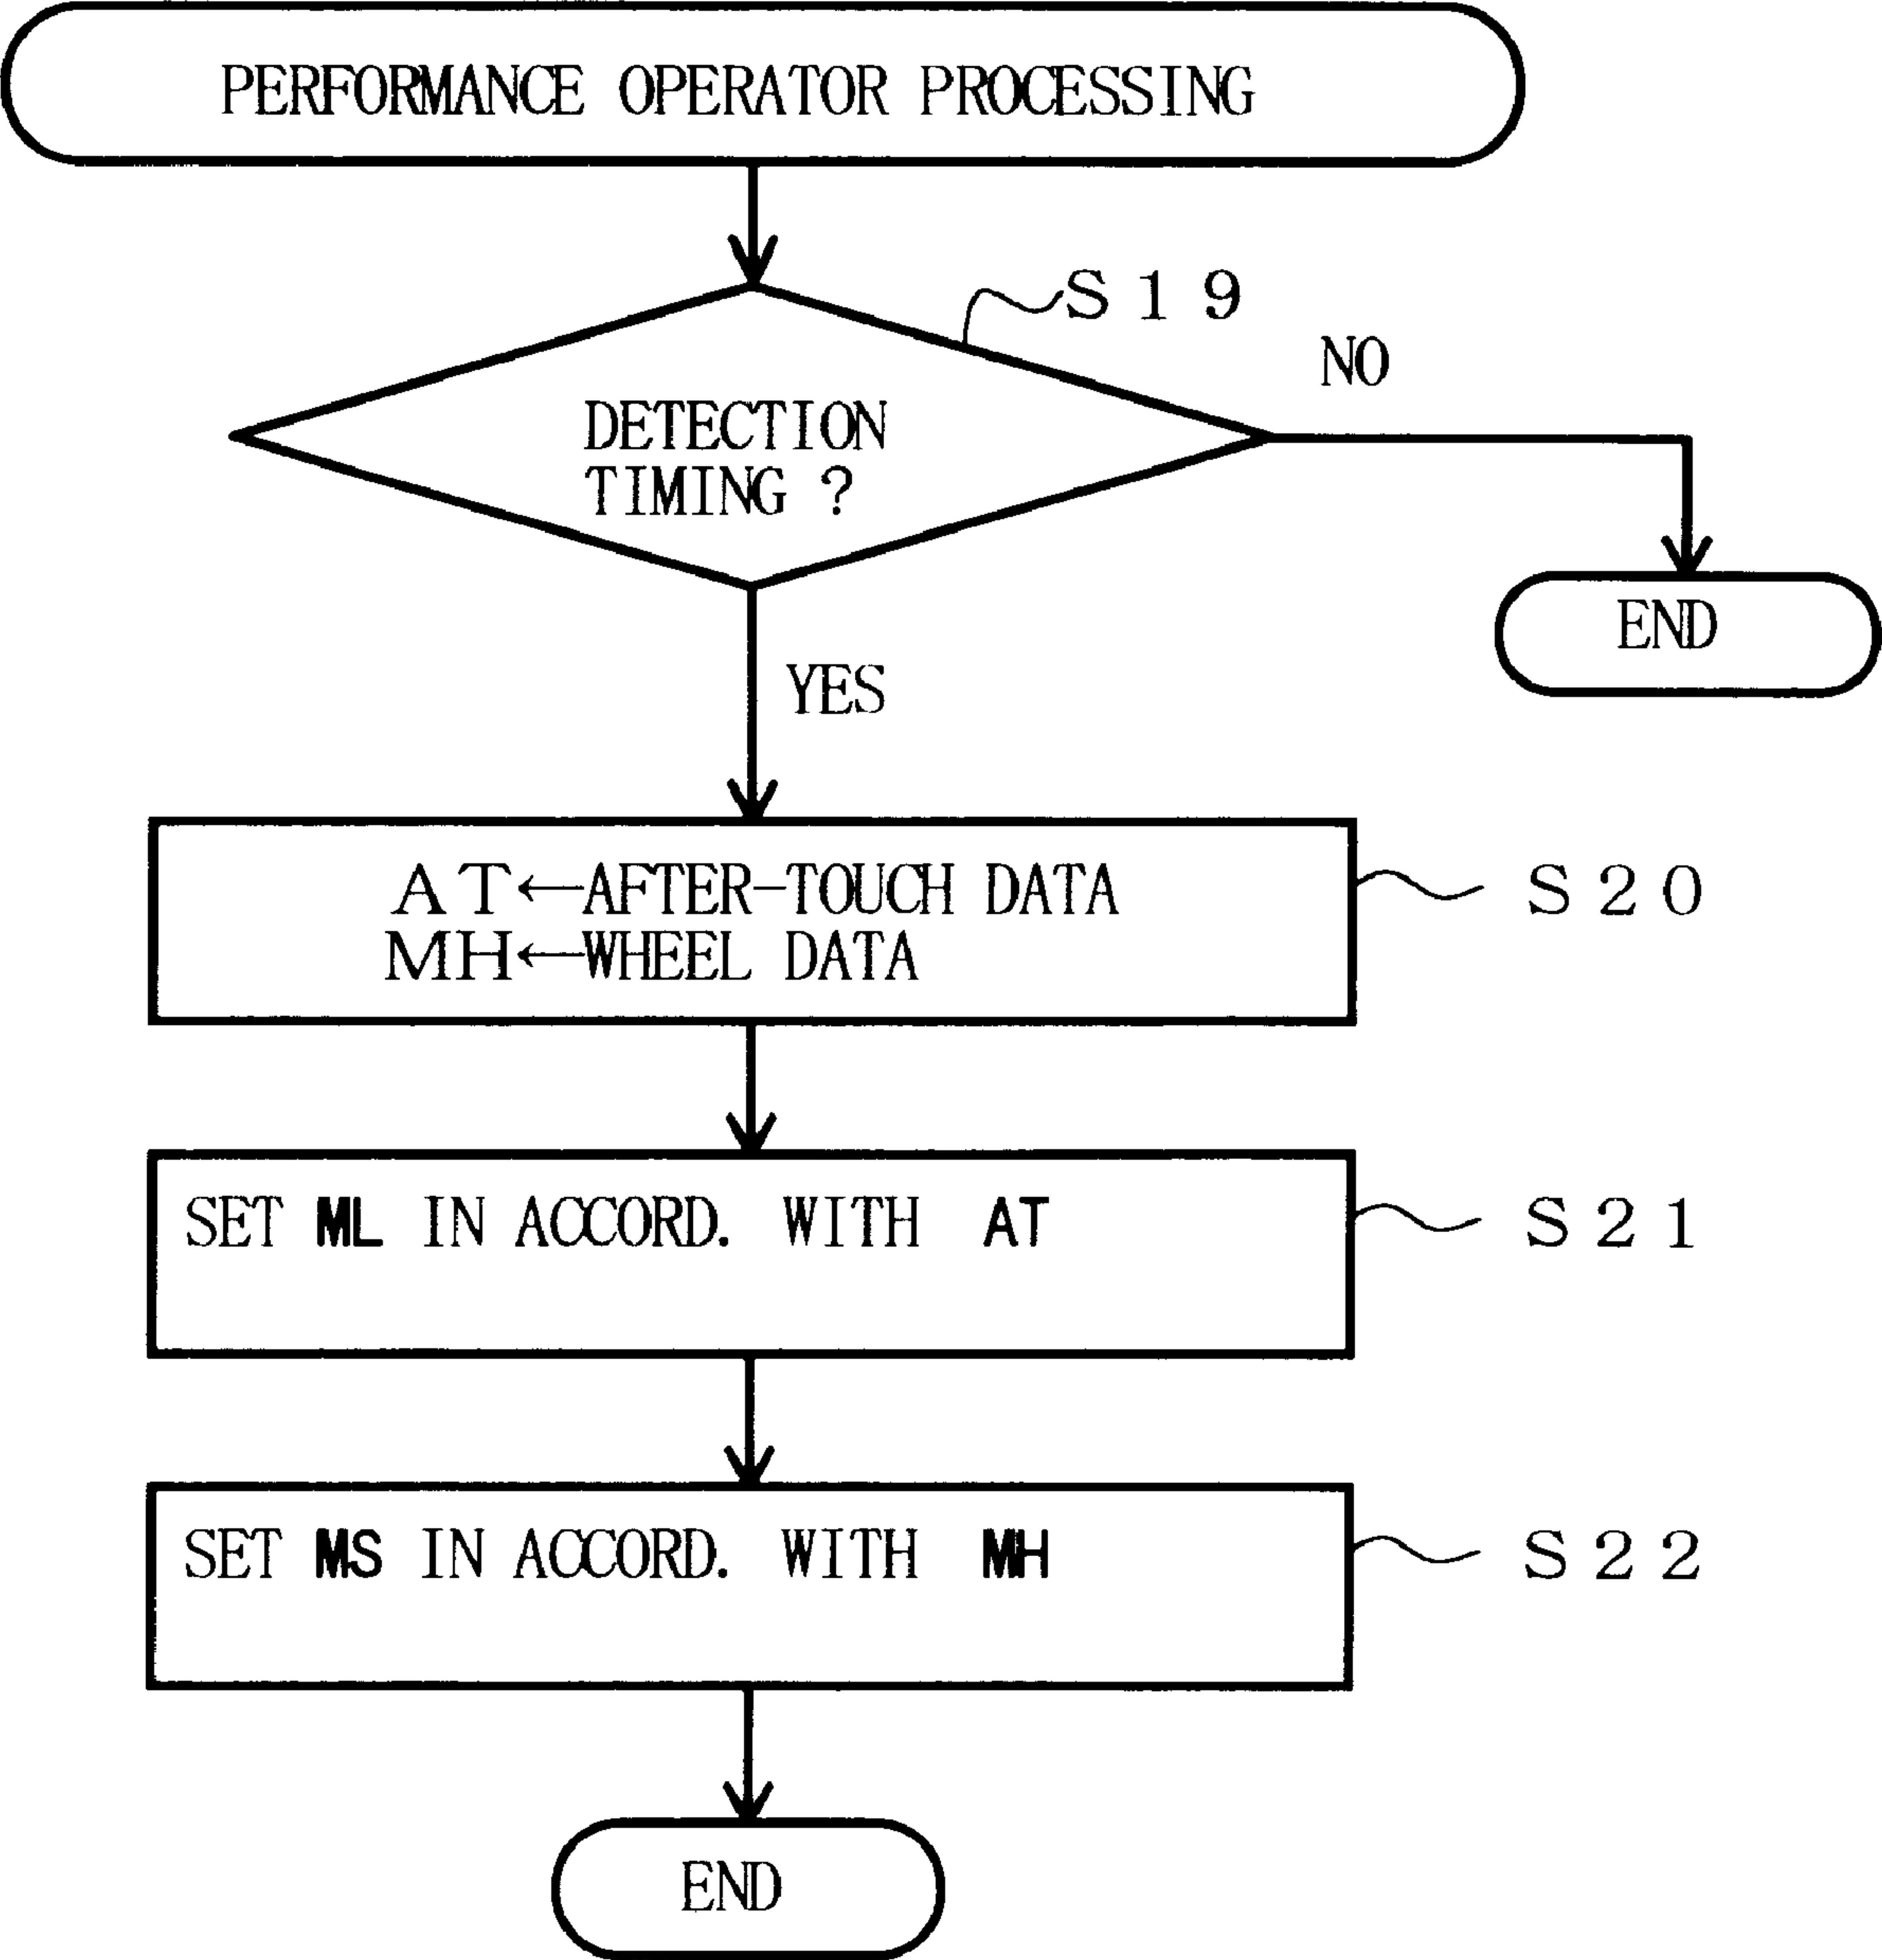 PERFORMANCE OPERATOR PROCESSING
S19
NO
DETECTION
TIMING ?
END
YES
AT←AFTER-TOUCH DATA
MH←WHEEL DATA
S20
SET ML IN ACCORD. WITH AT
S21
SET MS IN ACCORD. WITH MH
S22
END